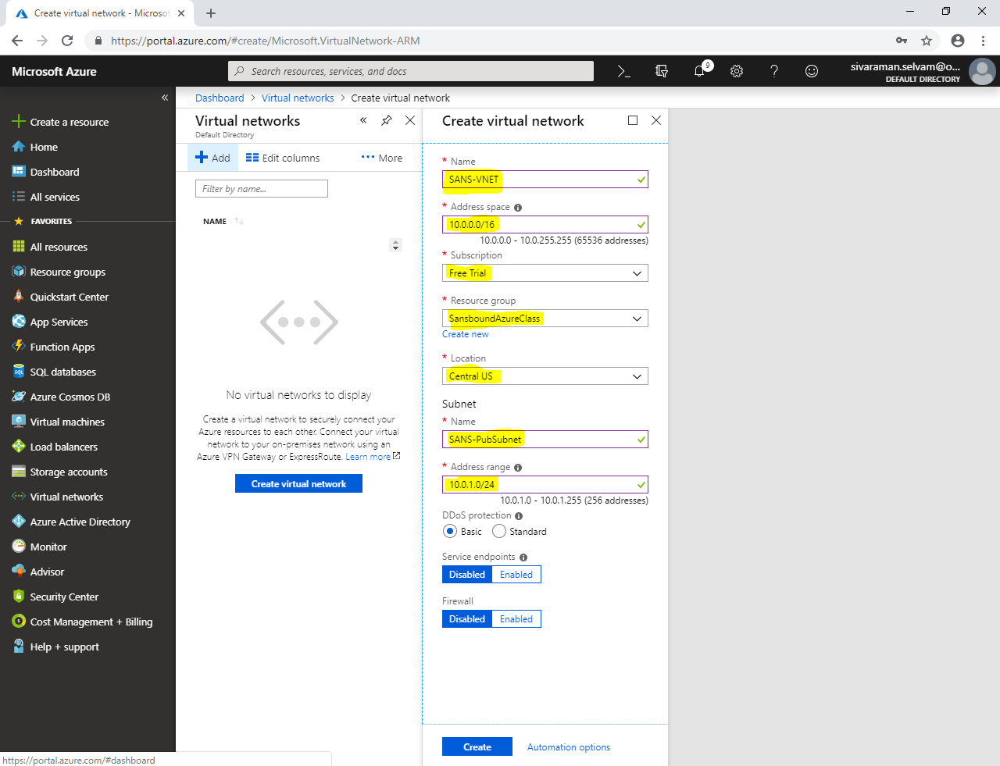 Create virtual network - Microsof
https://portal.azure.com/#create/Microsoft.VirtualNetwork-ARM
Microsoft Azure
Search resources, services, and docs
9
sivaraman.selvam@o...
DEFAULT DIRECTORY
Create a resource
Home
Dashboard
All services
FAVORITES
All resources
Resource groups
Quickstart Center
App Services
Function Apps
SQL databases
Azure Cosmos DB
Virtual machines
Load balancers
Storage accounts
Virtual networks
Azure Active Directory
Monitor
Advisor
Security Center
Cost Management + Billing
Help + support
https://portal.azure.com/#dashboard
Dashboard > Virtual networks > Create virtual network
Virtual networks
Default Directory
Add
Edit columns
More
Filter by name...
NAME
No virtual networks to display
Create a virtual network to securely connect your
Azure resources to each other. Connect your virtual
network to your on-premises network using an
Azure VPN Gateway or ExpressRoute. Learn more
Create virtual network
Create virtual network
* Name
SANS-VNET
* Address space
10.0.0.0/16
10.0.0.0 - 10.0.255.255 (65536 addresses)
* Subscription
Free Trial
* Resource group
SansboundAzureClass
Create new
* Location
Central US
Subnet
* Name
SANS-PubSubnet
* Address range
10.0.1.0/24
10.0.1.0 - 10.0.1.255 (256 addresses)
DDoS protection
Basic Standard
Service endpoints
Disabled Enabled
Firewall
Disabled Enabled
Create
Automation options